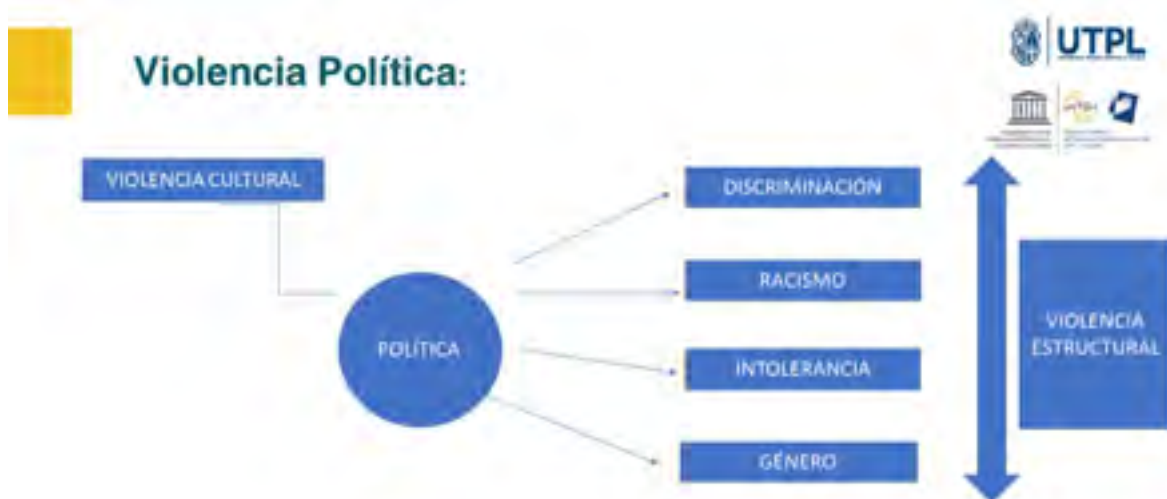 Violencia Política:
UTPL
VIOLENCIA CULTURAL
POLÍTICA
DISCRIMINACIÓN
RACISMO
INTOLERANCIA
GÉNERO
VIOLENCIA
ESTRUCTURAL